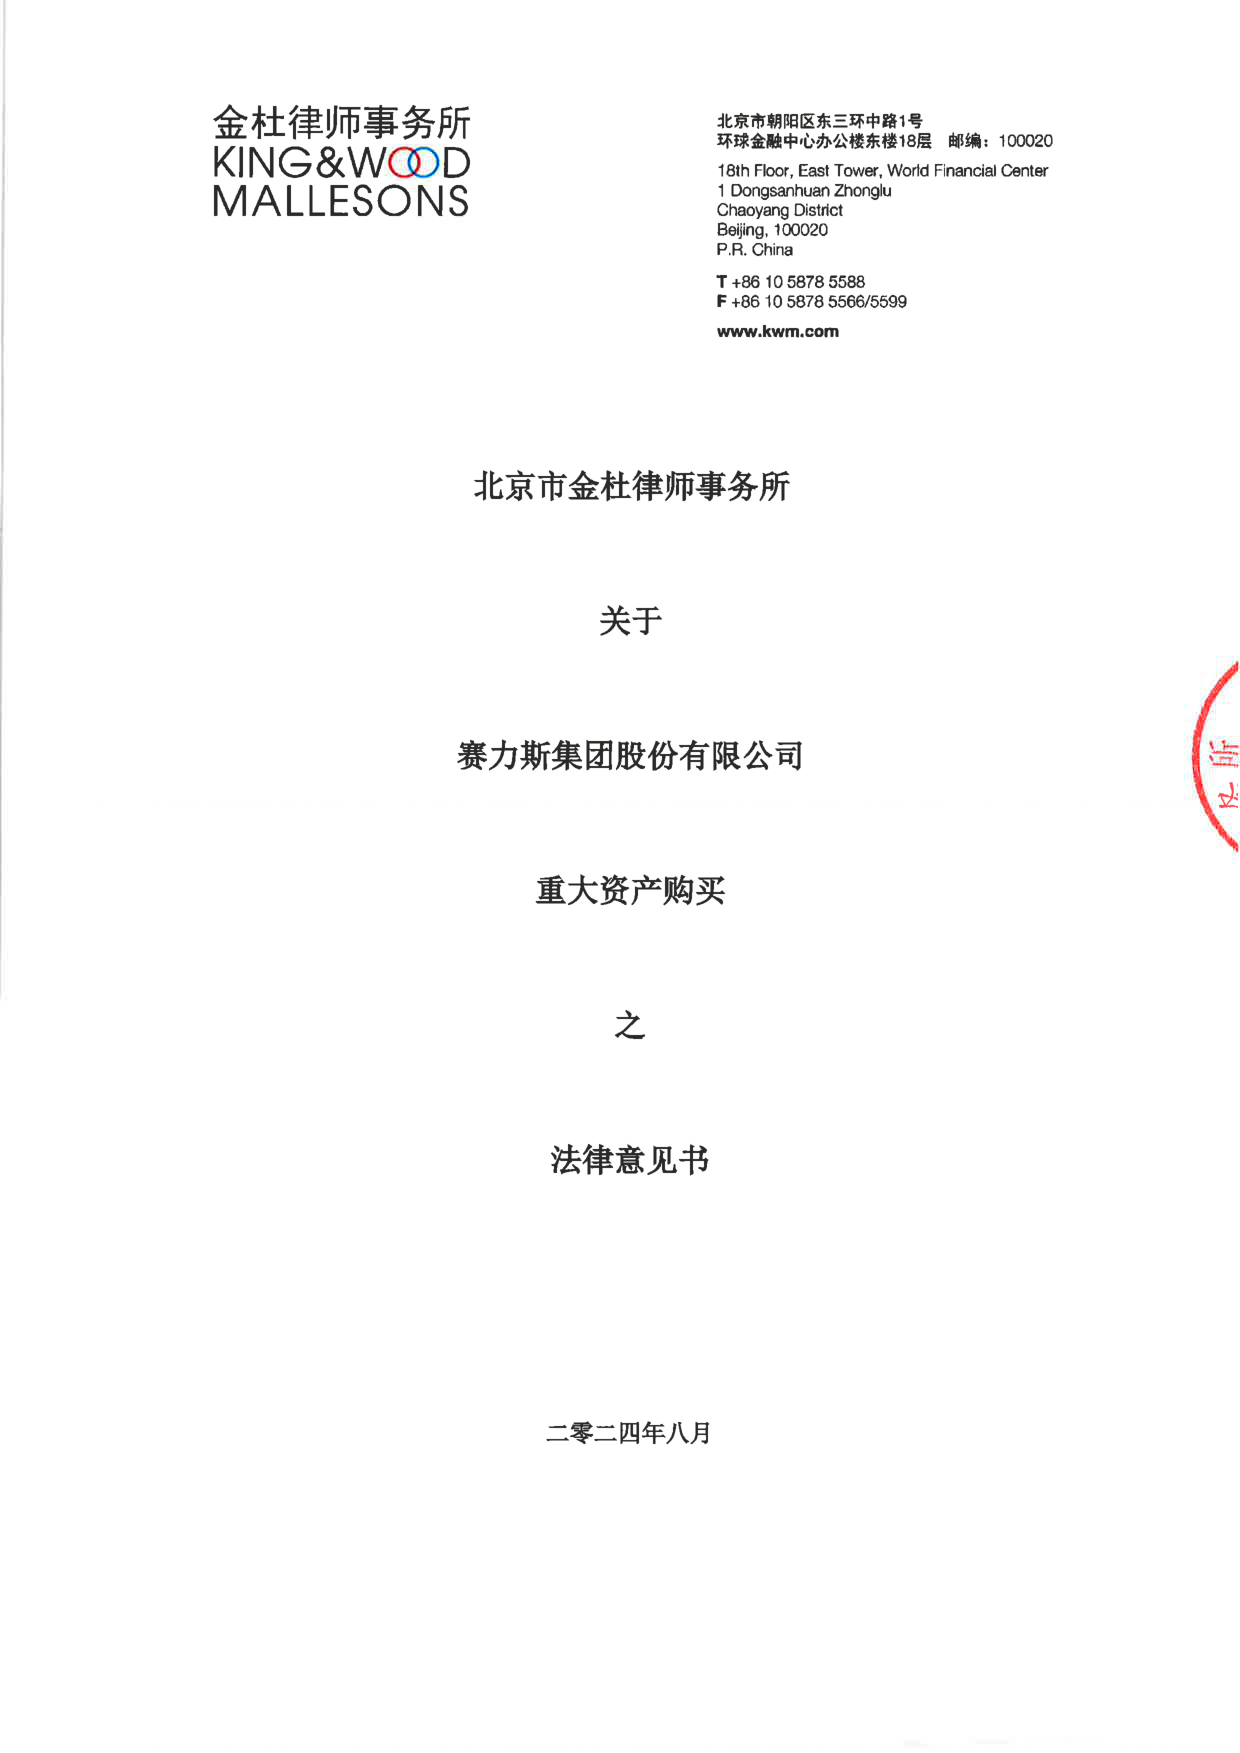 金杜律师事务所
KING&WOOD
MALLESONS
北京市朝阳区东三环中路1号
环球金融中心办公楼东楼18层 邮编：100020
18th Floor, East Tower, World Financial Center
1 Dongsanhuan Zhonglu
Chaoyang District
Beijing, 100020
P.R. China
T +86 10 5878 5588
F +86 10 5878 5566/5599
www.kwm.com
北京市金杜律师事务所
关于
赛力斯集团股份有限公司
重大资产购买
之
法律意见书
二零二四年八月